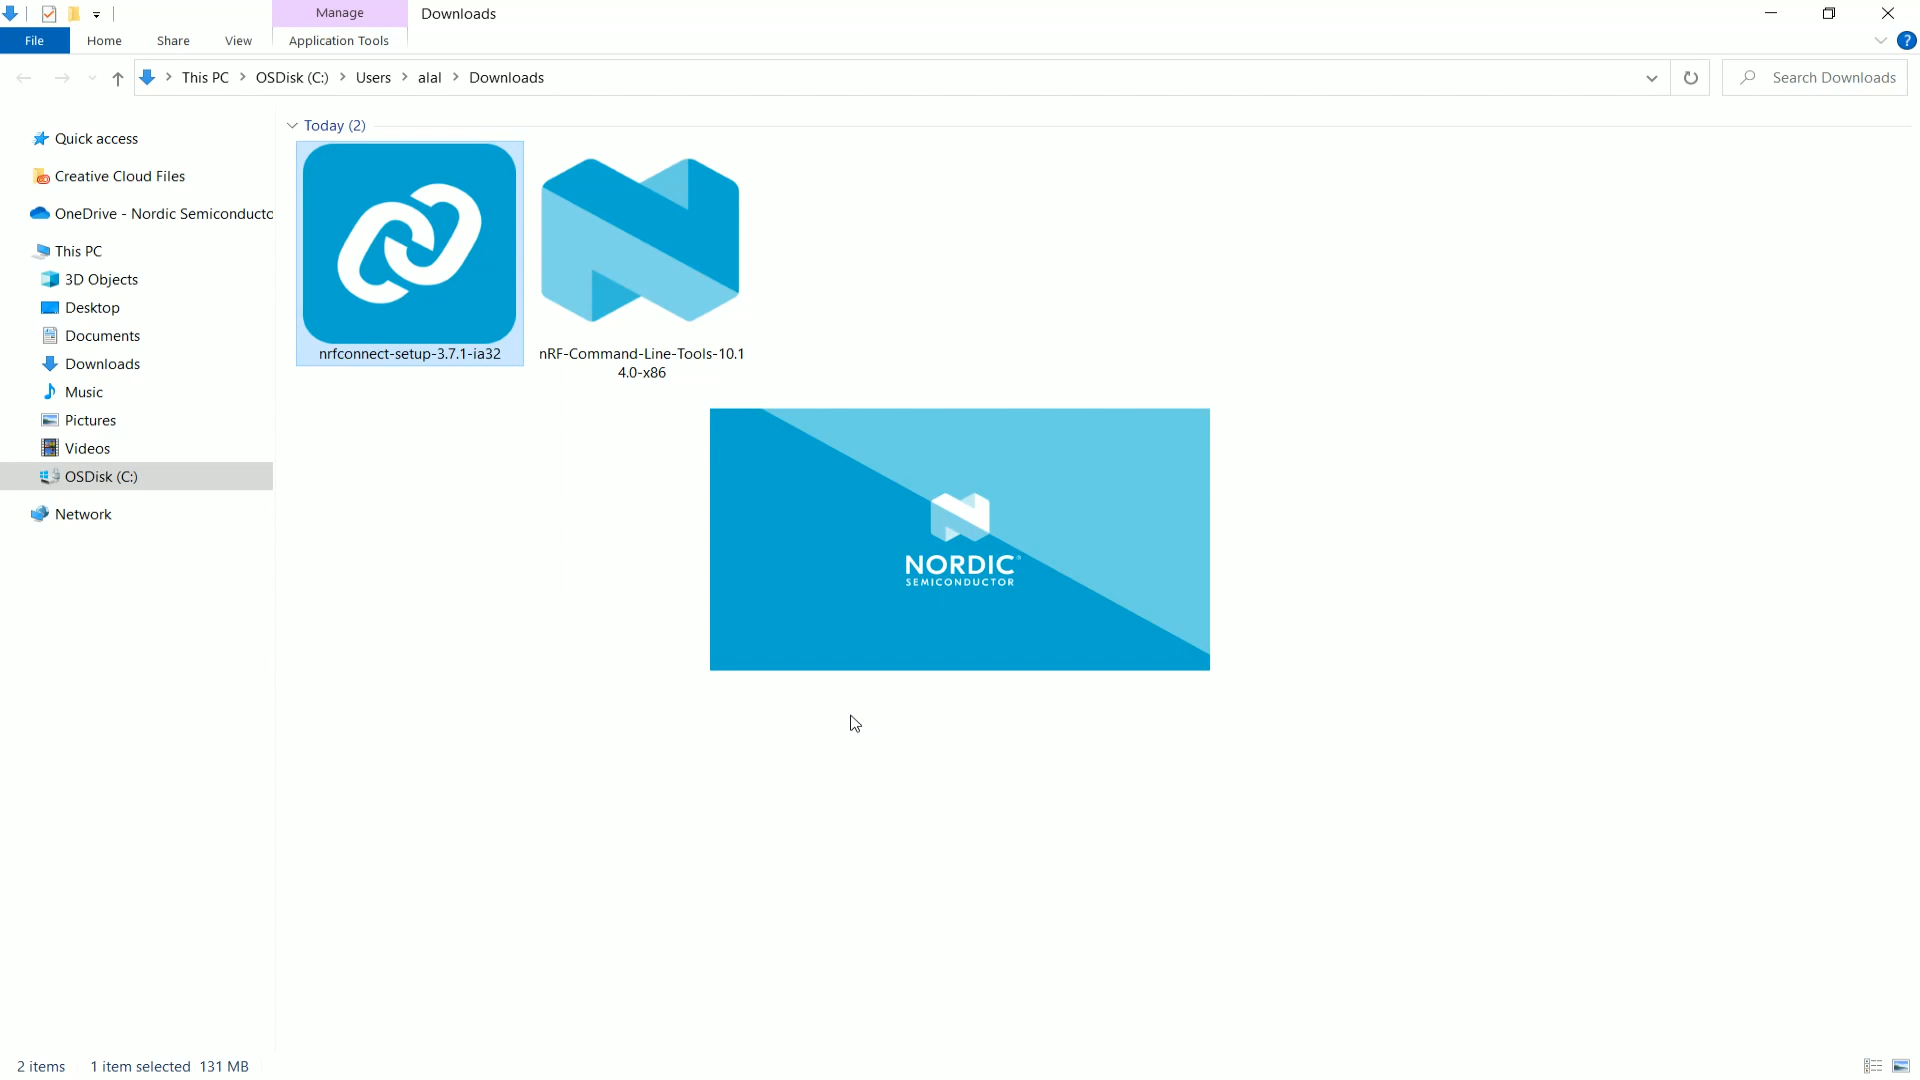 Manage
Downloads
File
Home
Share
View
Application Tools
?
This PC
OSDisk (C:)
Users
alal
Downloads
Search Downloads
Quick access
Creative Cloud Files
OneDrive - Nordic Semiconducto
This PC
3D Objects
Desktop
Documents
Downloads
Music
Pictures
Videos
OSDisk (C:)
Network
Today (2)
nrfconnect-setup-3.7.1-ia32
nRF-Command-Line-Tools-10.1
4.0-x86
NORDIC®
SEMICONDUCTOR
2 items
1 item selected 131 MB